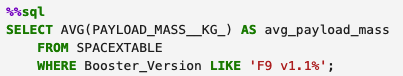 %%sql
SELECT AVG(PAYLOAD_MASS__KG_) AS avg_payload_mass
    FROM SPACEXTABLE
    WHERE Booster_Version LIKE 'F9 v1.1%';